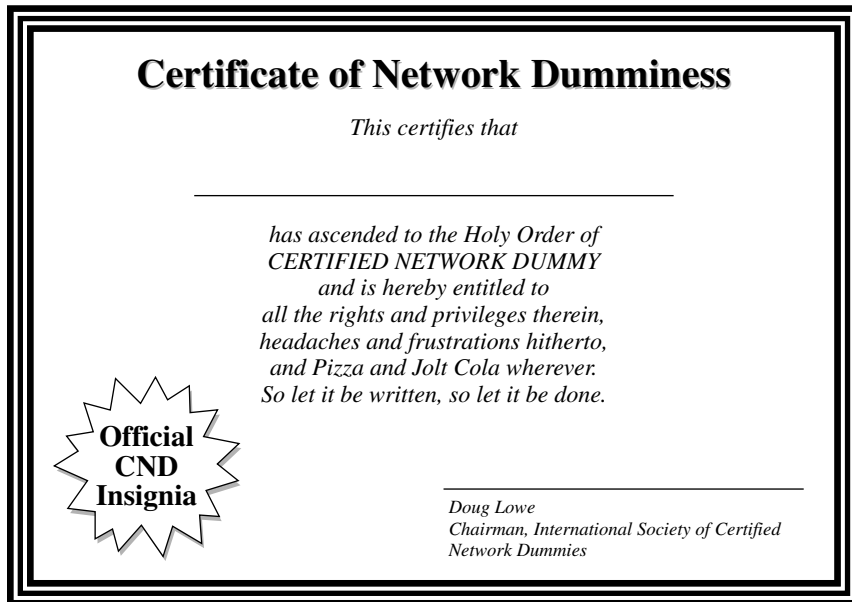 Certificate of Network Dumminess
This certifies that
has ascended to the Holy Order of
CERTIFIED NETWORK DUMMY
and is hereby entitled to
all the rights and privileges therein,
headaches and frustrations hitherto,
and Pizza and Jolt Cola wherever.
So let it be written, so let it be done.
Official
CND
Insignia
Doug Lowe
Chairman, International Society of Certified
Network Dummies